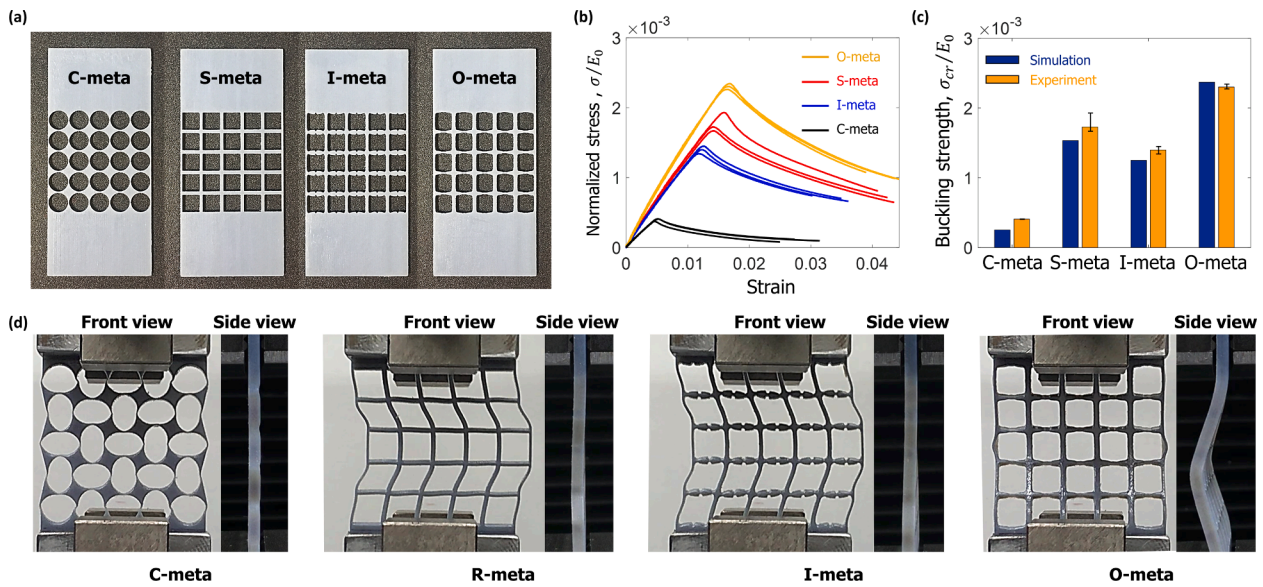 (a)
C-meta
S-meta
I-meta
O-meta
(b)
×10⁻³
3
2
1
0
Normalized stress , σ/E₀
O-meta
S-meta
I-meta
C-meta
0
0.01
0.02
0.03
0.04
Strain
(c)
×10⁻³
3
2
1
0
Buckling strength, σ_cr/E₀
Simulation
Experiment
C-meta
S-meta
I-meta
O-meta
(d)
Front view Side view
Front view Side view
Front view Side view
Front view Side view
C-meta
R-meta
I-meta
O-meta